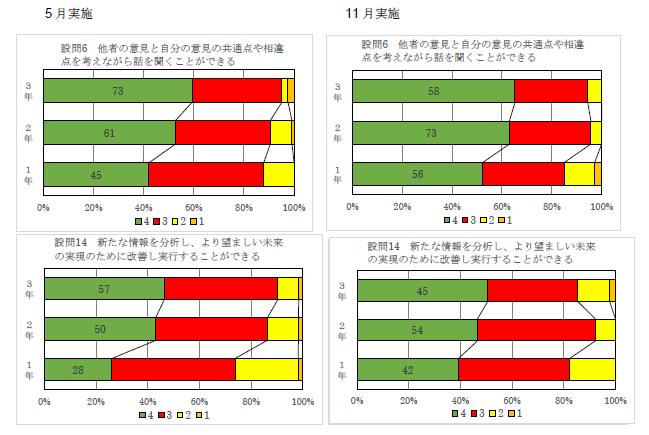 5月実施
11月実施
設問6　他者の意見と自分の意見の共通点や相違
点を考えながら話を聞くことができる
3年
73
2年
61
1年
45
0% 20% 40% 60% 80% 100%
4 3 2 1
設問6　他者の意見と自分の意見の共通点や相違
点を考えながら話を聞くことができる
3年
58
2年
73
1年
56
0% 20% 40% 60% 80% 100%
4 3 2 1
設問14　新たな情報を分析し、より望ましい未来
の実現のために改善し実行することができる
3年
57
2年
50
1年
28
0% 20% 40% 60% 80% 100%
4 3 2 1
設問14　新たな情報を分析し、より望ましい未来
の実現のために改善し実行することができる
3年
45
2年
54
1年
42
0% 20% 40% 60% 80% 100%
4 3 2 1